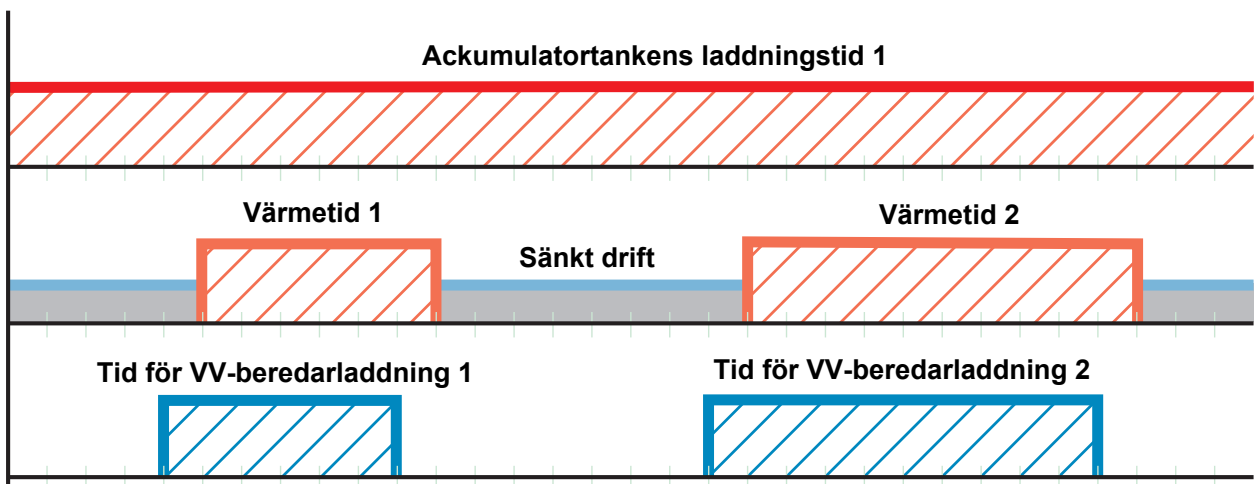 Ackumulatortankens laddningstid 1
Värmetid 1
Värmetid 2
Sänkt drift
Tid för VV-beredarladdning 1
Tid för VV-beredarladdning 2